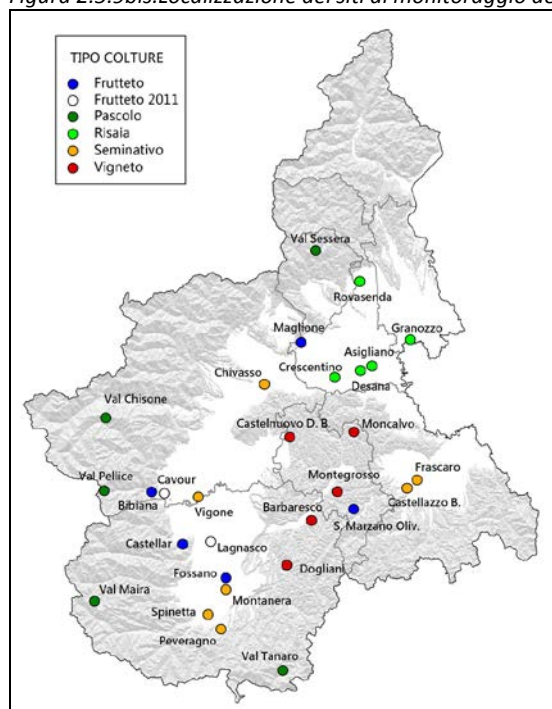 Figura 2.3.3bis.Localizzazione dei siti di monitoraggio de
TIPO COLTURE
Frutteto
Frutteto 2011
Pascolo
Risaia
Seminativo
Vigneto
Val Sessera
Rovasenda
Maglione
Granozzo
Asigliano
Crescentino
Chivasso
Desana
Val Chisone
Castelnuovo D. B.
Moncalvo
Frascaro
Val Pellice
Cavour
Montegrosso
Castellazzo B.
Bibiana
Vigone
Barbaresco
S. Marzano Oliv.
Castellar
Lagnasco
Dogliani
Fossano
Val Maira
Montanera
Spinetta
Peveragno
Val Tanaro